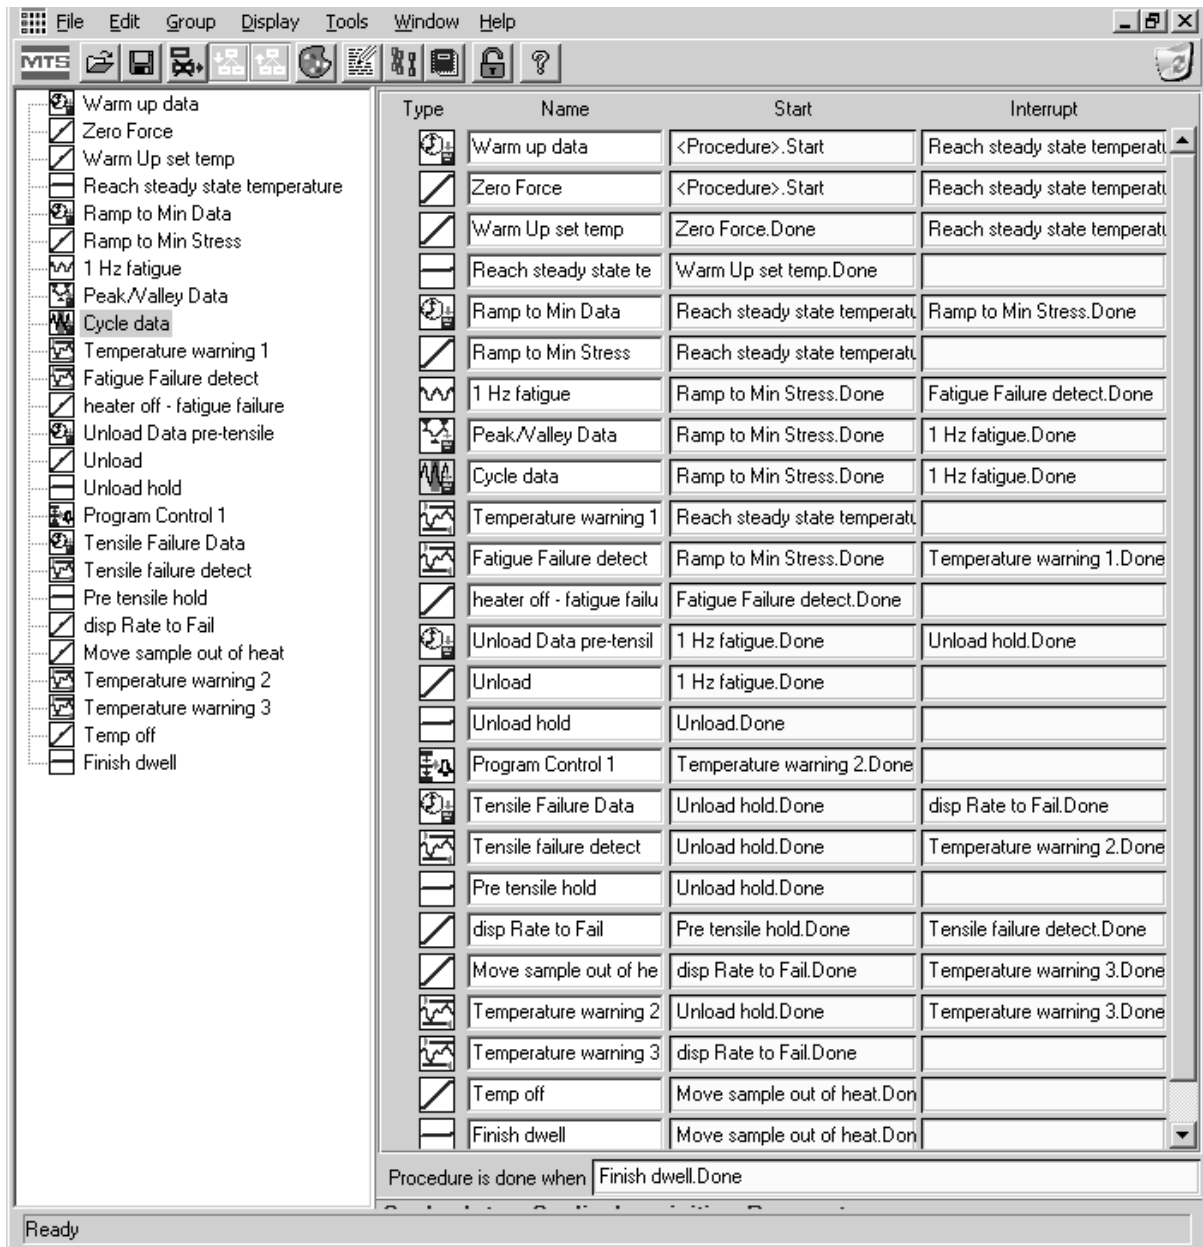 File Edit Group Display Tools Window Help
MTS
Warm up data
Zero Force
Warm Up set temp
Reach steady state temperature
Ramp to Min Data
Ramp to Min Stress
1 Hz fatigue
Peak/Valley Data
Cycle data
Temperature warning 1
Fatigue Failure detect
heater off - fatigue failure
Unload Data pre-tensile
Unload
Unload hold
Program Control 1
Tensile Failure Data
Tensile failure detect
Pre tensile hold
disp Rate to Fail
Move sample out of heat
Temperature warning 2
Temperature warning 3
Temp off
Finish dwell
Type Name Start Interrupt
Warm up data <Procedure>.Start Reach steady state temperatu
Zero Force <Procedure>.Start Reach steady state temperatu
Warm Up set temp Zero Force.Done Reach steady state temperatu
Reach steady state te Warm Up set temp.Done
Ramp to Min Data Reach steady state temperatu Ramp to Min Stress.Done
Ramp to Min Stress Reach steady state temperatu
1 Hz fatigue Ramp to Min Stress.Done Fatigue Failure detect.Done
Peak/Valley Data Ramp to Min Stress.Done 1 Hz fatigue.Done
Cycle data Ramp to Min Stress.Done 1 Hz fatigue.Done
Temperature warning 1 Reach steady state temperatu
Fatigue Failure detect Ramp to Min Stress.Done Temperature warning 1.Done
heater off - fatigue failu Fatigue Failure detect.Done
Unload Data pre-tensil 1 Hz fatigue.Done Unload hold.Done
Unload 1 Hz fatigue.Done
Unload hold Unload.Done
Program Control 1 Temperature warning 2.Done
Tensile Failure Data Unload hold.Done disp Rate to Fail.Done
Tensile failure detect Unload hold.Done Temperature warning 2.Done
Pre tensile hold Unload hold.Done
disp Rate to Fail Pre tensile hold.Done Tensile failure detect.Done
Move sample out of he disp Rate to Fail.Done Temperature warning 3.Done
Temperature warning 2 Unload hold.Done Temperature warning 3.Done
Temperature warning 3 disp Rate to Fail.Done
Temp off Move sample out of heat.Don
Finish dwell Move sample out of heat.Don
Procedure is done when Finish dwell.Done
Ready